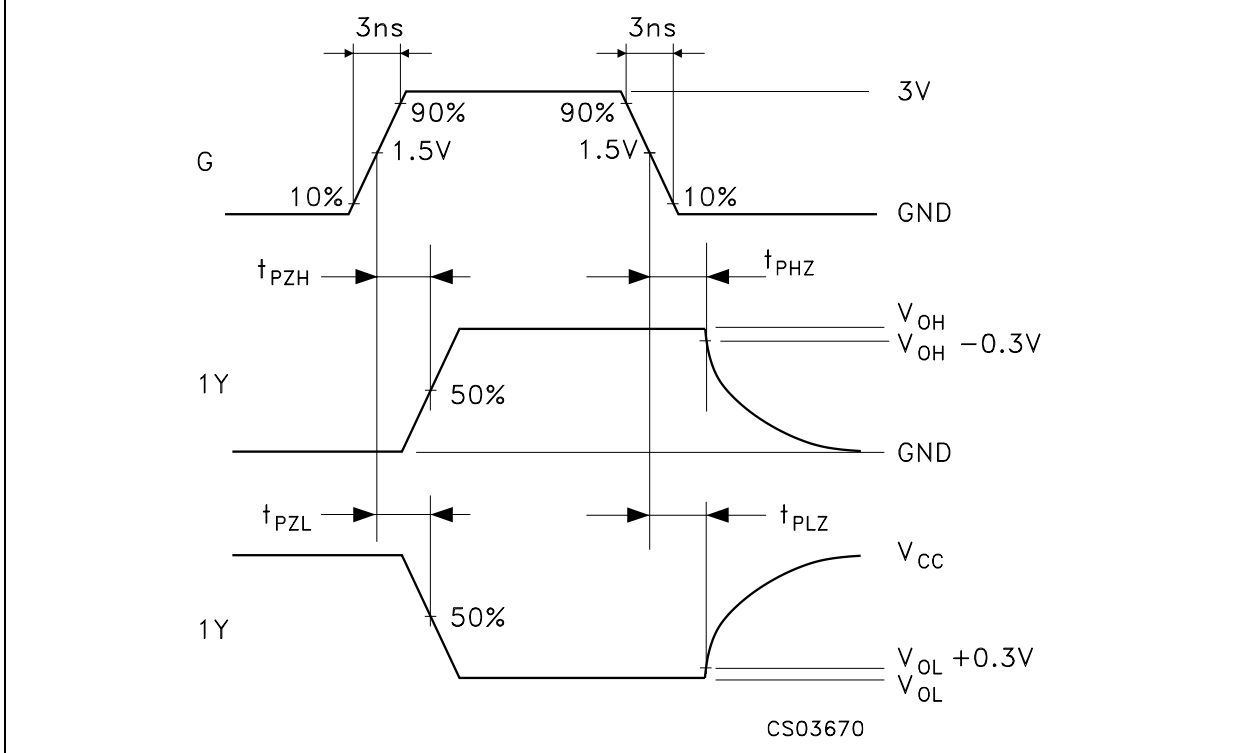 3ns 3ns
3V
90% 90%
1.5V 1.5V
G
10% 10%
GND
tPZH tPHZ
VOH
VOH −0.3V
1Y
50%
GND
tPZL tPLZ
VCC
50%
1Y
VOL +0.3V
VOL
CS03670